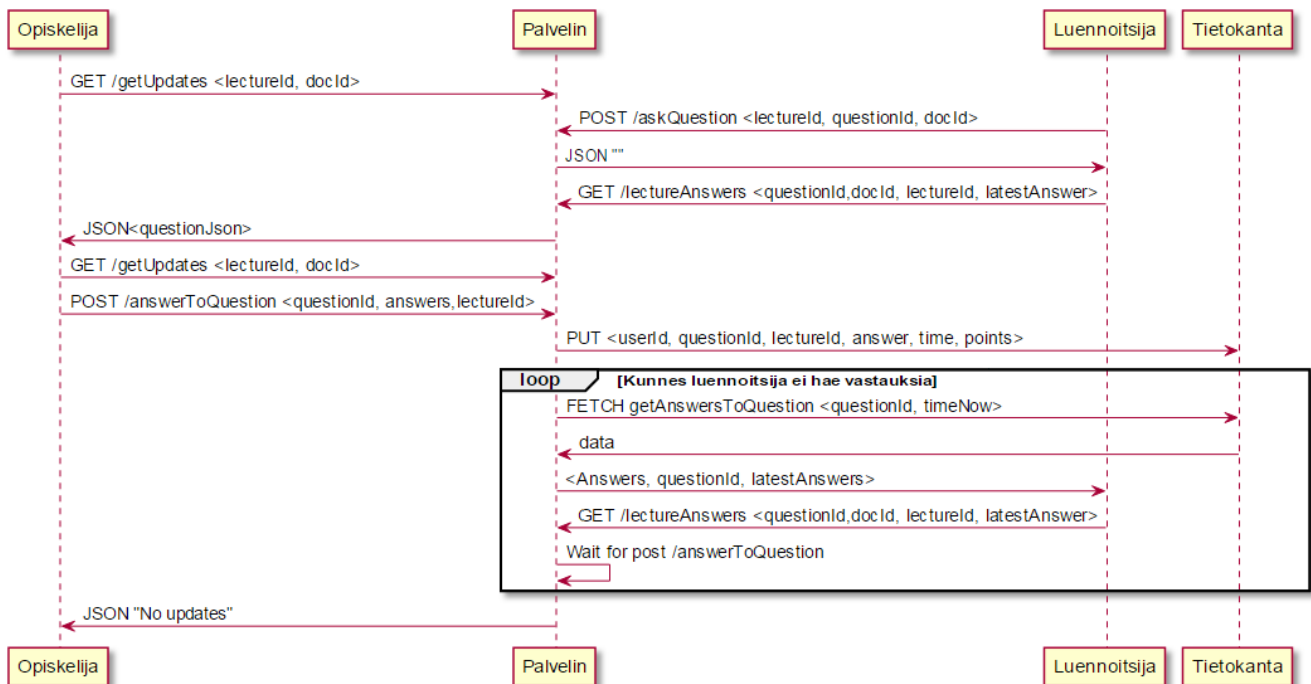 Opiskelija Palvelin Luennoitsija Tietokanta
GET /getUpdates <lectureId, docId>
POST /askQuestion <lectureId, questionId, docId>
JSON ""
GET /lectureAnswers <questionId,docId, lectureId, latestAnswer>
JSON<questionJson>
GET /getUpdates <lectureId, docId>
POST /answerToQuestion <questionId, answers,lectureId>
PUT <userId, questionId, lectureId, answer, time, points>
loop [Kunnes luennoitsija ei hae vastauksia]
FETCH getAnswersToQuestion <questionId, timeNow>
data
<Answers, questionId, latestAnswers>
GET /lectureAnswers <questionId,docId, lectureId, latestAnswer>
Wait for post /answerToQuestion
JSON "No updates"
Opiskelija Palvelin Luennoitsija Tietokanta